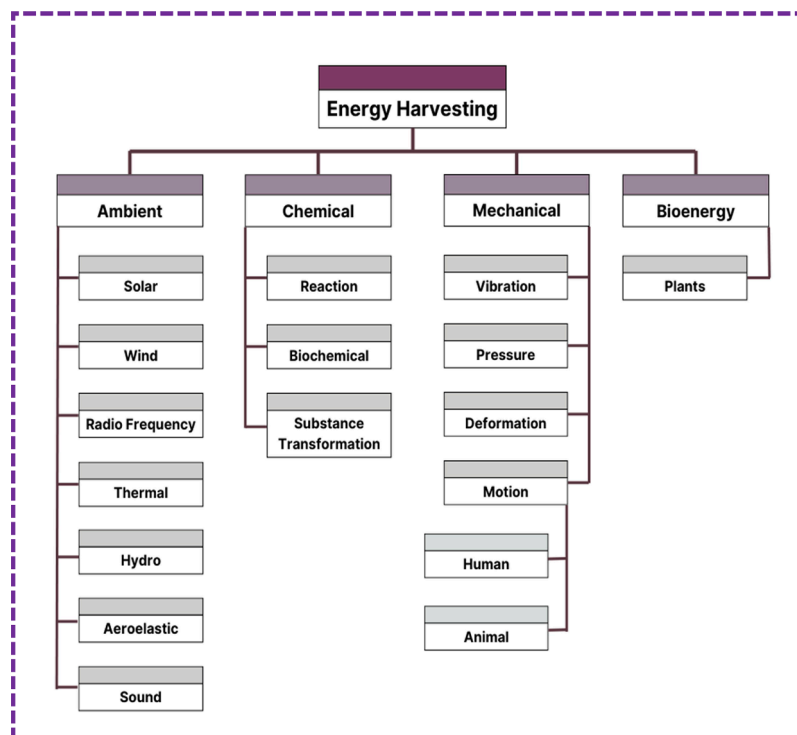 Energy Harvesting
Ambient
Solar
Wind
Radio Frequency
Thermal
Hydro
Aeroelastic
Sound
Chemical
Reaction
Biochemical
Substance
Transformation
Mechanical
Vibration
Pressure
Deformation
Motion
Human
Animal
Bioenergy
Plants